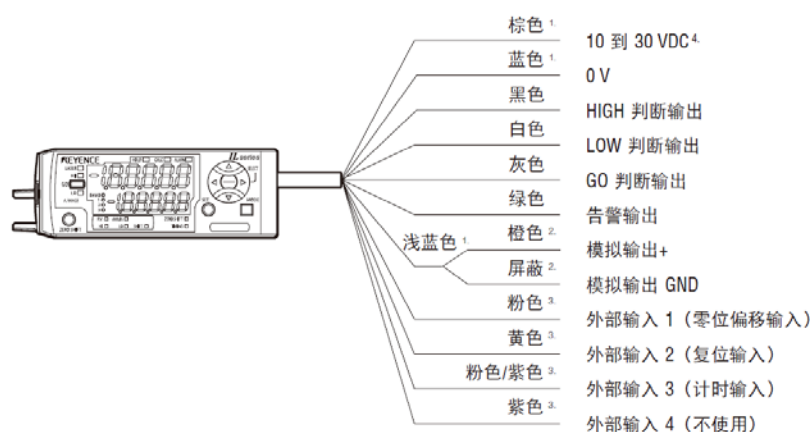 棕色 1.
10 到 30 VDC 4.
蓝色 1.
0 V
黑色
HIGH 判断输出
白色
LOW 判断输出
灰色
GO 判断输出
绿色
告警输出
浅蓝色 1.
橙色 2.
模拟输出+
屏蔽 2.
模拟输出 GND
粉色 3.
外部输入 1（零位偏移输入）
黄色 3.
外部输入 2（复位输入）
粉色/紫色 3.
外部输入 3（计时输入）
紫色 3.
外部输入 4（不使用）
KEYENCE